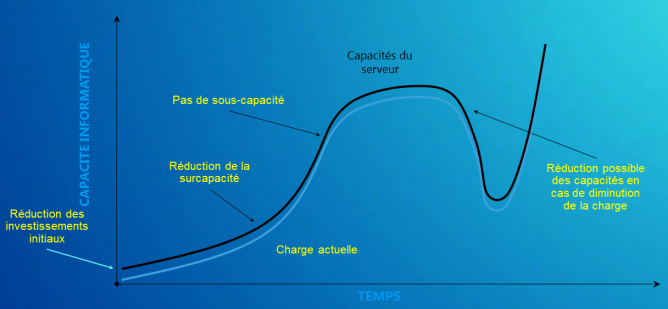 CAPACITE INFORMATIQUE
Capacités du
serveur
Pas de sous-capacité
Réduction de la
surcapacité
Réduction possible
des capacités en
cas de diminution
de la charge
Réduction des
investissements
initiaux
Charge actuelle
TEMPS